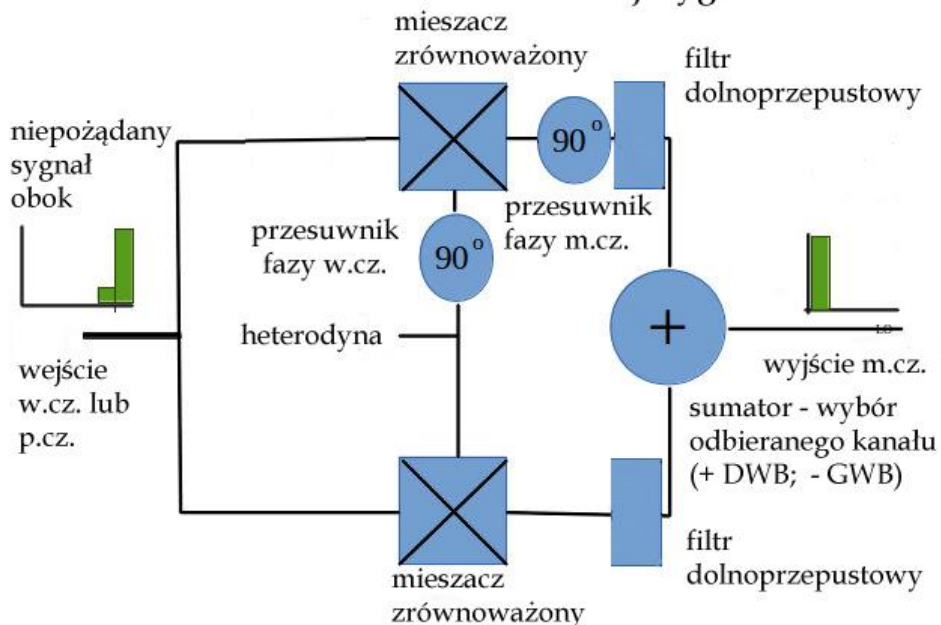 mieszacz
zrównoważony
filtr
dolnoprzepustowy
niepożądany
sygnał
obok
90 °
przesuwnik
fazy m.cz.
przesuwnik
fazy w.cz.
90 °
heterodyna
+
wejście
w.cz. lub
p.cz.
wyjście m.cz.
sumator - wybór
odbieranego kanału
(+ DWB; - GWB)
mieszacz
zrównoważony
filtr
dolnoprzepustowy